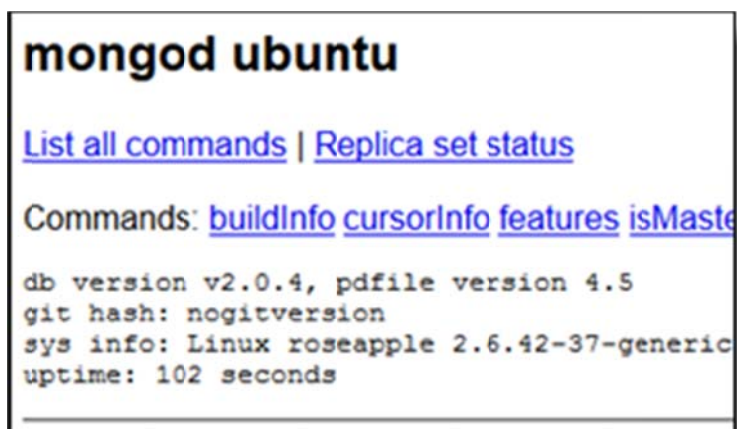 mongod ubuntu
List all commands | Replica set status
Commands: buildInfo cursorInfo features isMaste
db version v2.0.4, pdfile version 4.5
git hash: nogitversion
sys info: Linux roseapple 2.6.42-37-generic
uptime: 102 seconds